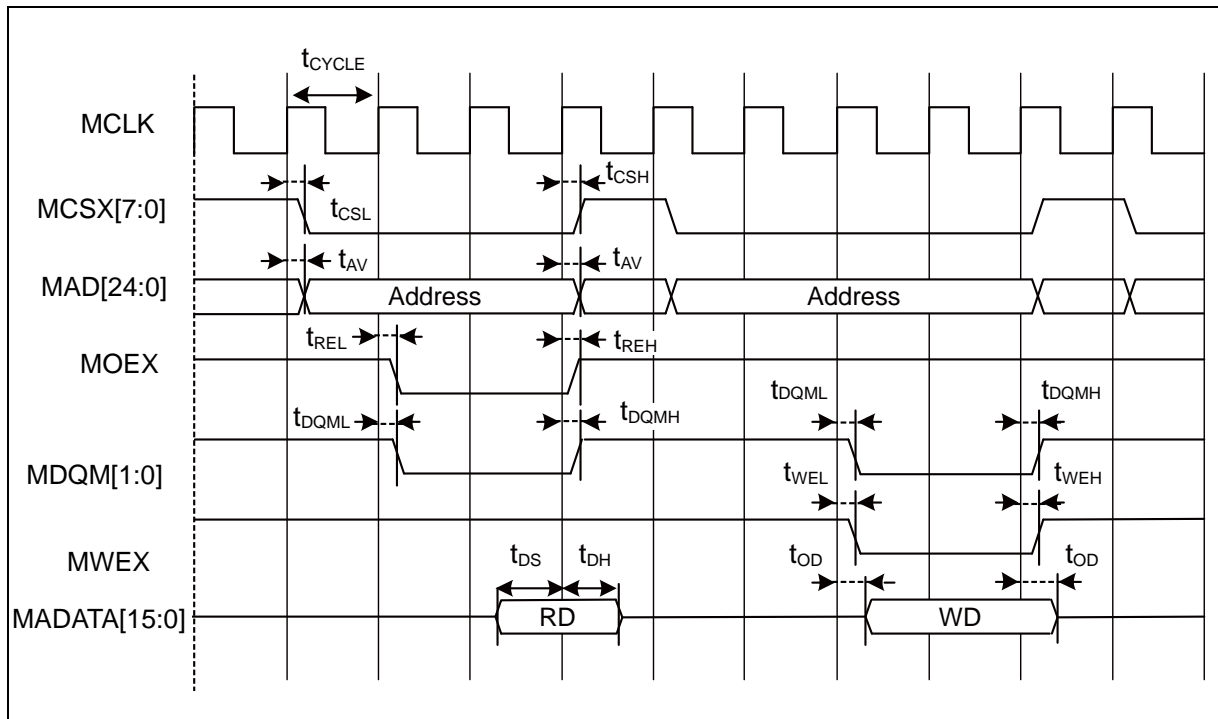 tCYCLE
MCLK
tCSH
MCSX[7:0]
tCSL
tAV
tAV
MAD[24:0]
Address
Address
tREL
tREH
MOEX
tDQML
tDQMH
tDQML
tDQMH
MDQM[1:0]
tWEL
tWEH
MWEX
tDS
tDH
tOD
tOD
MADATA[15:0]
RD
WD